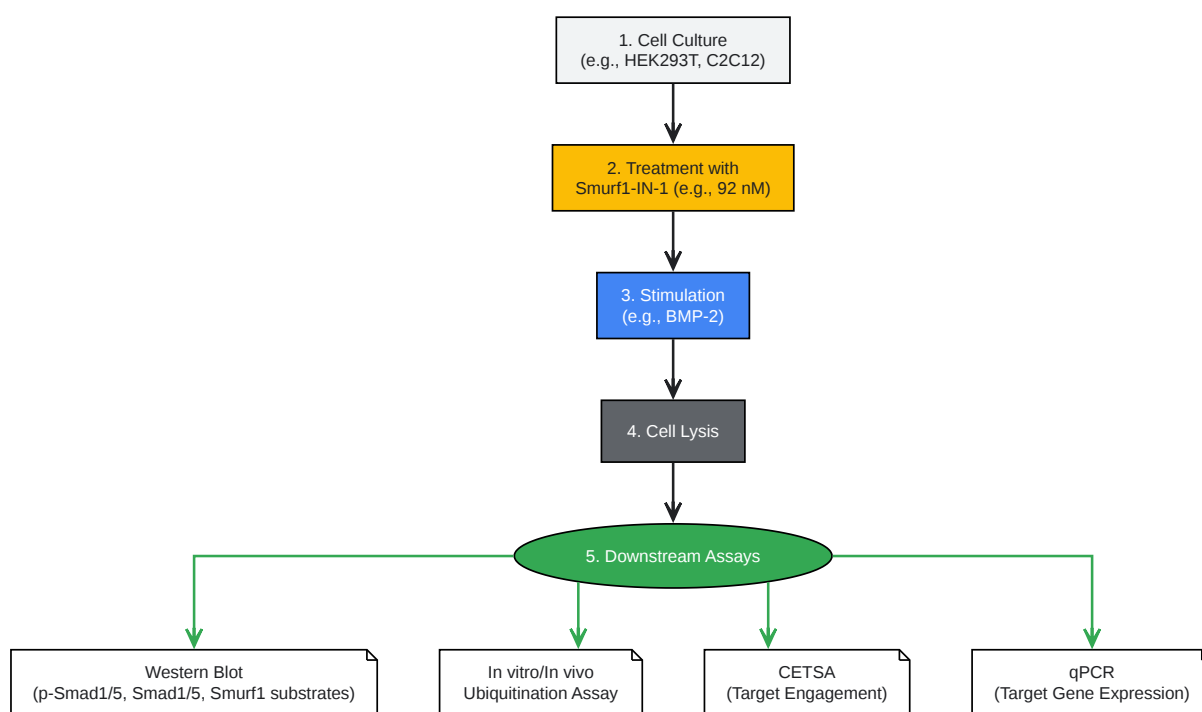 1. Cell Culture
(e.g., HEK293T, C2C12)
2. Treatment with
Smurf1-IN-1 (e.g., 92 nM)
3. Stimulation
(e.g., BMP-2)
4. Cell Lysis
5. Downstream Assays
Western Blot
(p-Smad1/5, Smad1/5, Smurf1 substrates)
In vitro/In vivo
Ubiquitination Assay
CETSA
(Target Engagement)
qPCR
(Target Gene Expression)